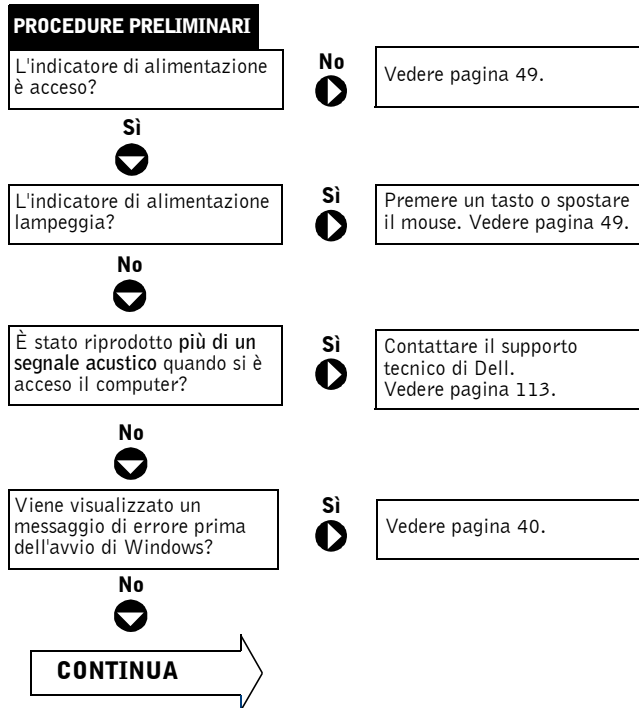 PROCEDURE PRELIMINARI
L'indicatore di alimentazione
è acceso?
No
Vedere pagina 49.
Sì
L'indicatore di alimentazione
lampeggia?
Sì
Premere un tasto o spostare
il mouse. Vedere pagina 49.
No
È stato riprodotto più di un
segnale acustico quando si è
acceso il computer?
Sì
Contattare il supporto
tecnico di Dell.
Vedere pagina 113.
No
Viene visualizzato un
messaggio di errore prima
dell'avvio di Windows?
Sì
Vedere pagina 40.
No
CONTINUA